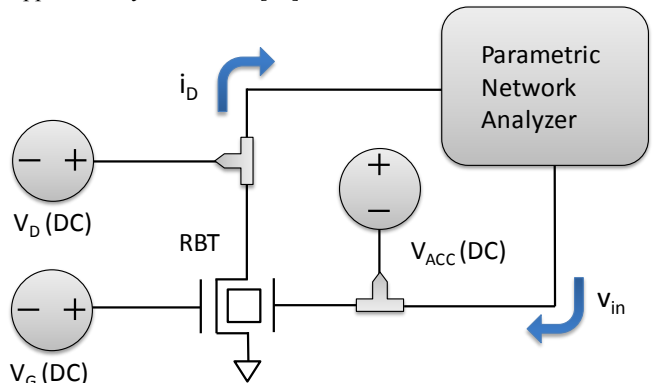 Parametric
Network
Analyzer
i_D
− +
V_D (DC)
+
−
RBT
V_ACC (DC)
v_in
− +
V_G (DC)